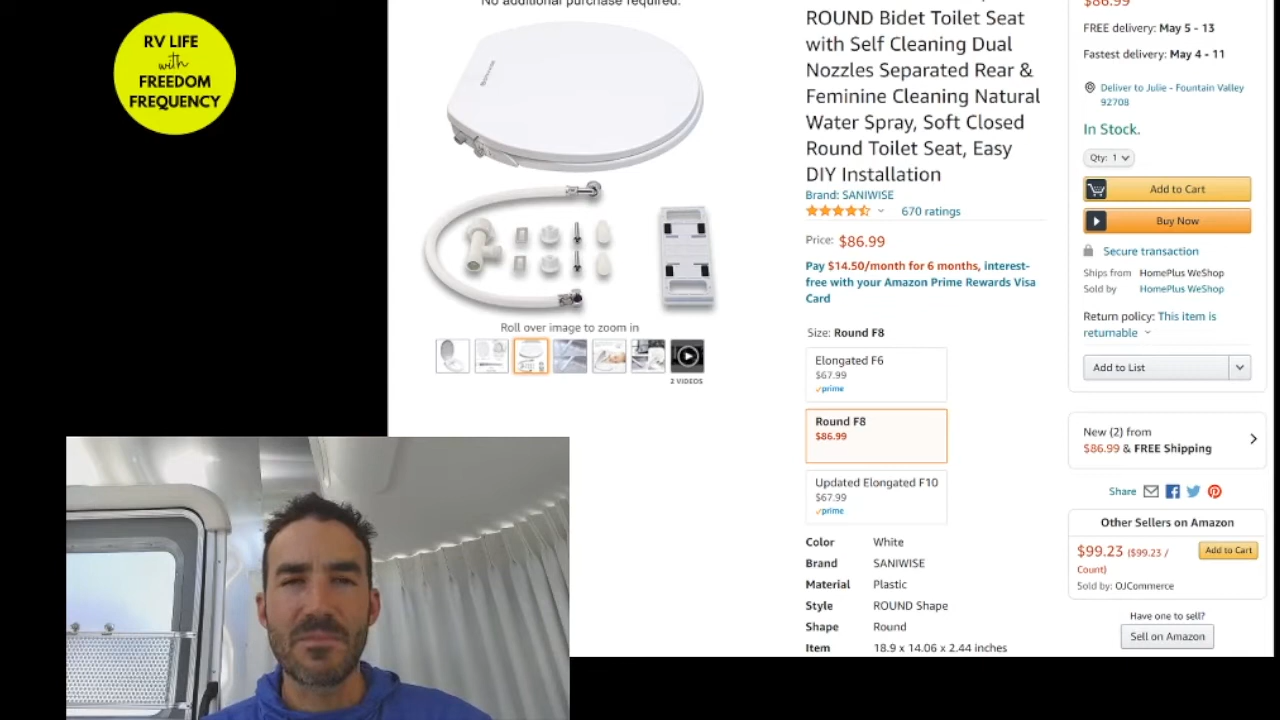 RV LIFE
with
FREEDOM
FREQUENCY
No additional purchase required.
Roll over image to zoom in
2 VIDEOS
ROUND Bidet Toilet Seat
with Self Cleaning Dual
Nozzles Separated Rear &
Feminine Cleaning Natural
Water Spray, Soft Closed
Round Toilet Seat, Easy
DIY Installation
Brand: SANIWISE
670 ratings
Price: $86.99
Pay $14.50/month for 6 months, interest-
free with your Amazon Prime Rewards Visa
Card
Size: Round F8
Elongated F6
$67.99
prime
Round F8
$86.99
Updated Elongated F10
$67.99
prime
Color White
Brand SANIWISE
Material Plastic
Style ROUND Shape
Shape Round
Item 18.9 x 14.06 x 2.44 inches
$86.99
FREE delivery: May 5 - 13
Fastest delivery: May 4 - 11
Deliver to Julie - Fountain Valley
92708
In Stock.
Qty: 1
Add to Cart
Buy Now
Secure transaction
Ships from HomePlus WeShop
Sold by HomePlus WeShop
Return policy: This item is
returnable
Add to List
New (2) from
$86.99 & FREE Shipping
Share
Other Sellers on Amazon
$99.23 ($99.23 /
Count)
Add to Cart
Sold by: OJCommerce
Have one to sell?
Sell on Amazon